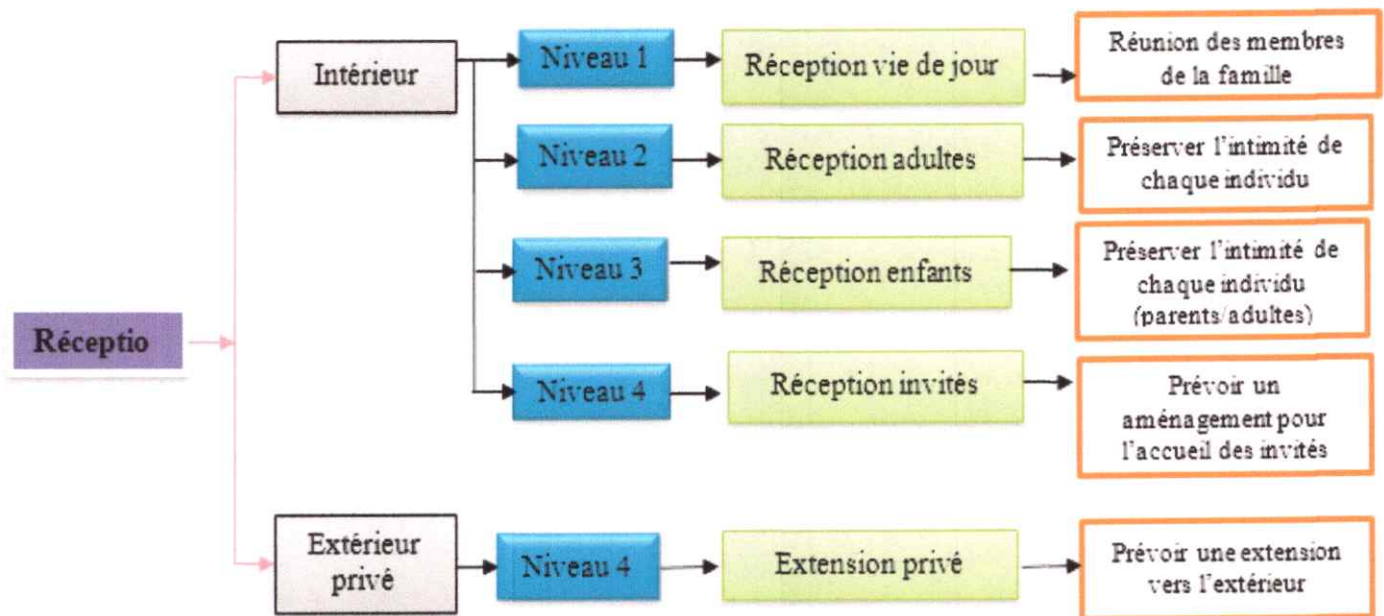 Réceptio
Intérieur
Niveau 1
Réception vie de jour
Réunion des membres
de la famille
Niveau 2
Réception adultes
Préserver l'intimité de
chaque individu
Niveau 3
Réception enfants
Préserver l'intimité de
chaque individu
(parents/adultes)
Niveau 4
Réception invités
Prévoir un
aménagement pour
l'accueil des invités
Extérieur
privé
Niveau 4
Extension privé
Prévoir une extension
vers l'extérieur